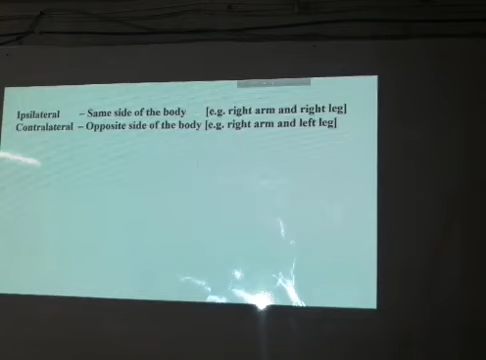 Ipsilateral – Same side of the body [e.g. right arm and right leg]
Contralateral – Opposite side of the body [e.g. right arm and left leg]